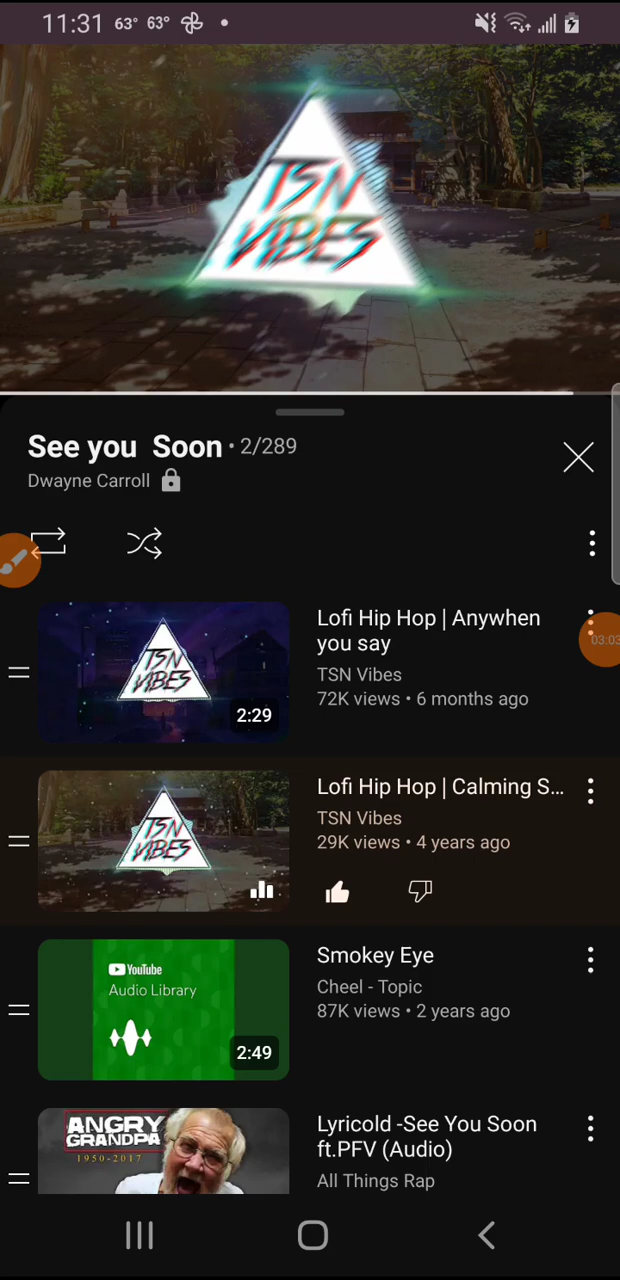 11:31 63° 63°
TSN
VIBES
See you Soon · 2/289
Dwayne Carroll
Lofi Hip Hop | Anywhen
you say
03:03
TSN Vibes
72K views • 6 months ago
TSN
VIBES
2:29
Lofi Hip Hop | Calming S...
TSN Vibes
29K views • 4 years ago
TSN
VIBES
Smokey Eye
Cheel - Topic
87K views • 2 years ago
YouTube
Audio Library
2:49
Lyricold -See You Soon
ft.PFV (Audio)
All Things Rap
ANGRY
GRANDPA
1950-2017